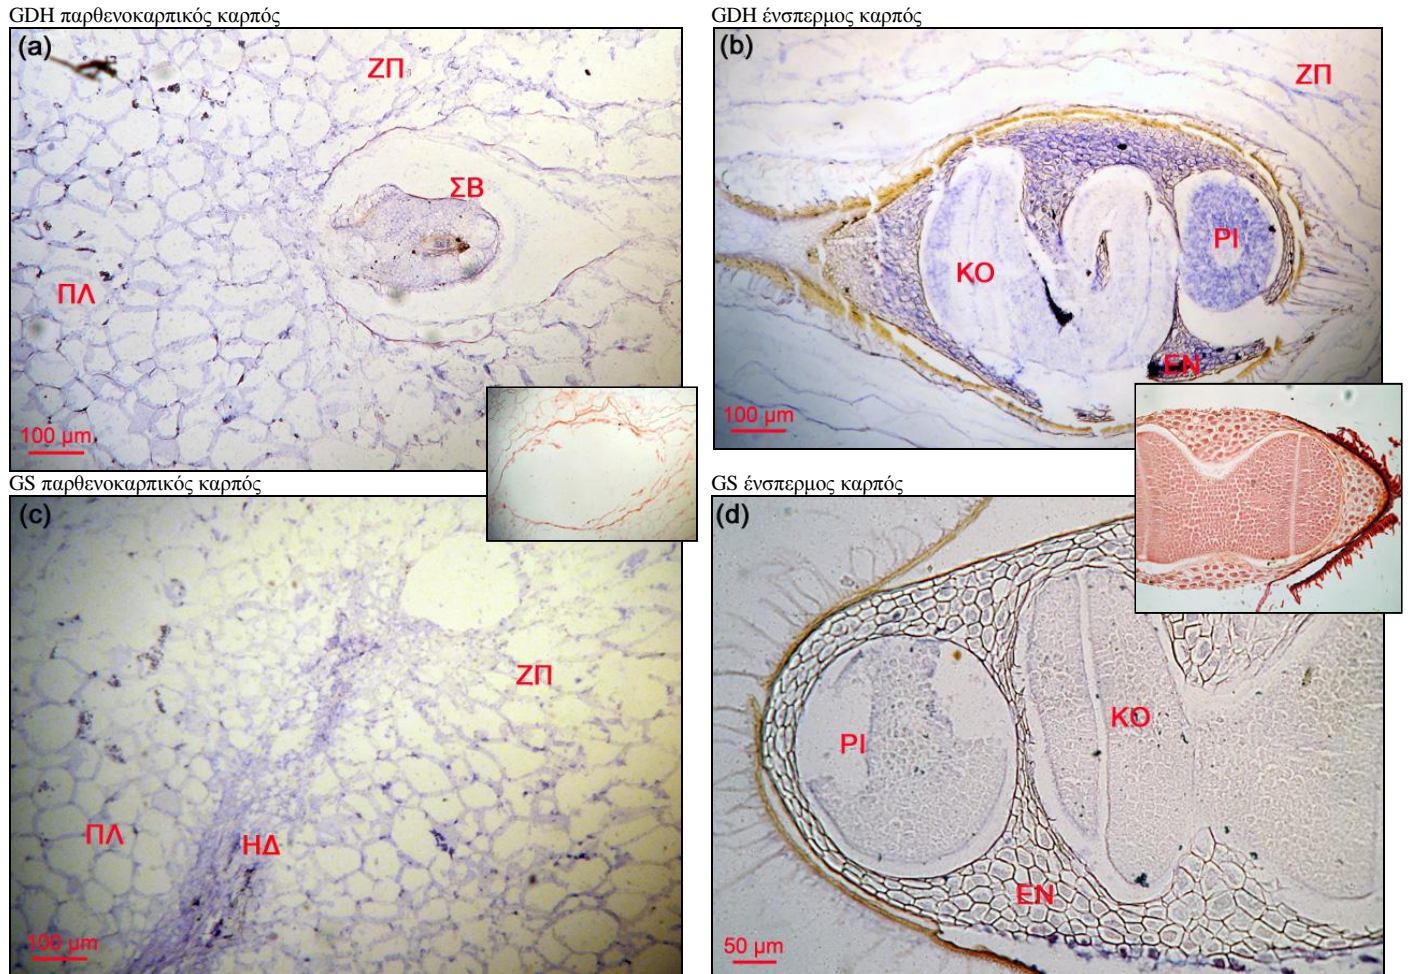 GDH παρθενοκαρπικός καρπός
(a)
ΖΠ
ΣΒ
ΠΛ
100 μm
GDH ένσπερμος καρπός
(b)
ΖΠ
ΚΟ
ΡΙ
ΕΝ
100 μm
GS παρθενοκαρπικός καρπός
(c)
ΖΠ
ΠΛ
ΗΔ
100 μm
GS ένσπερμος καρπός
(d)
ΡΙ
ΚΟ
ΕΝ
50 μm